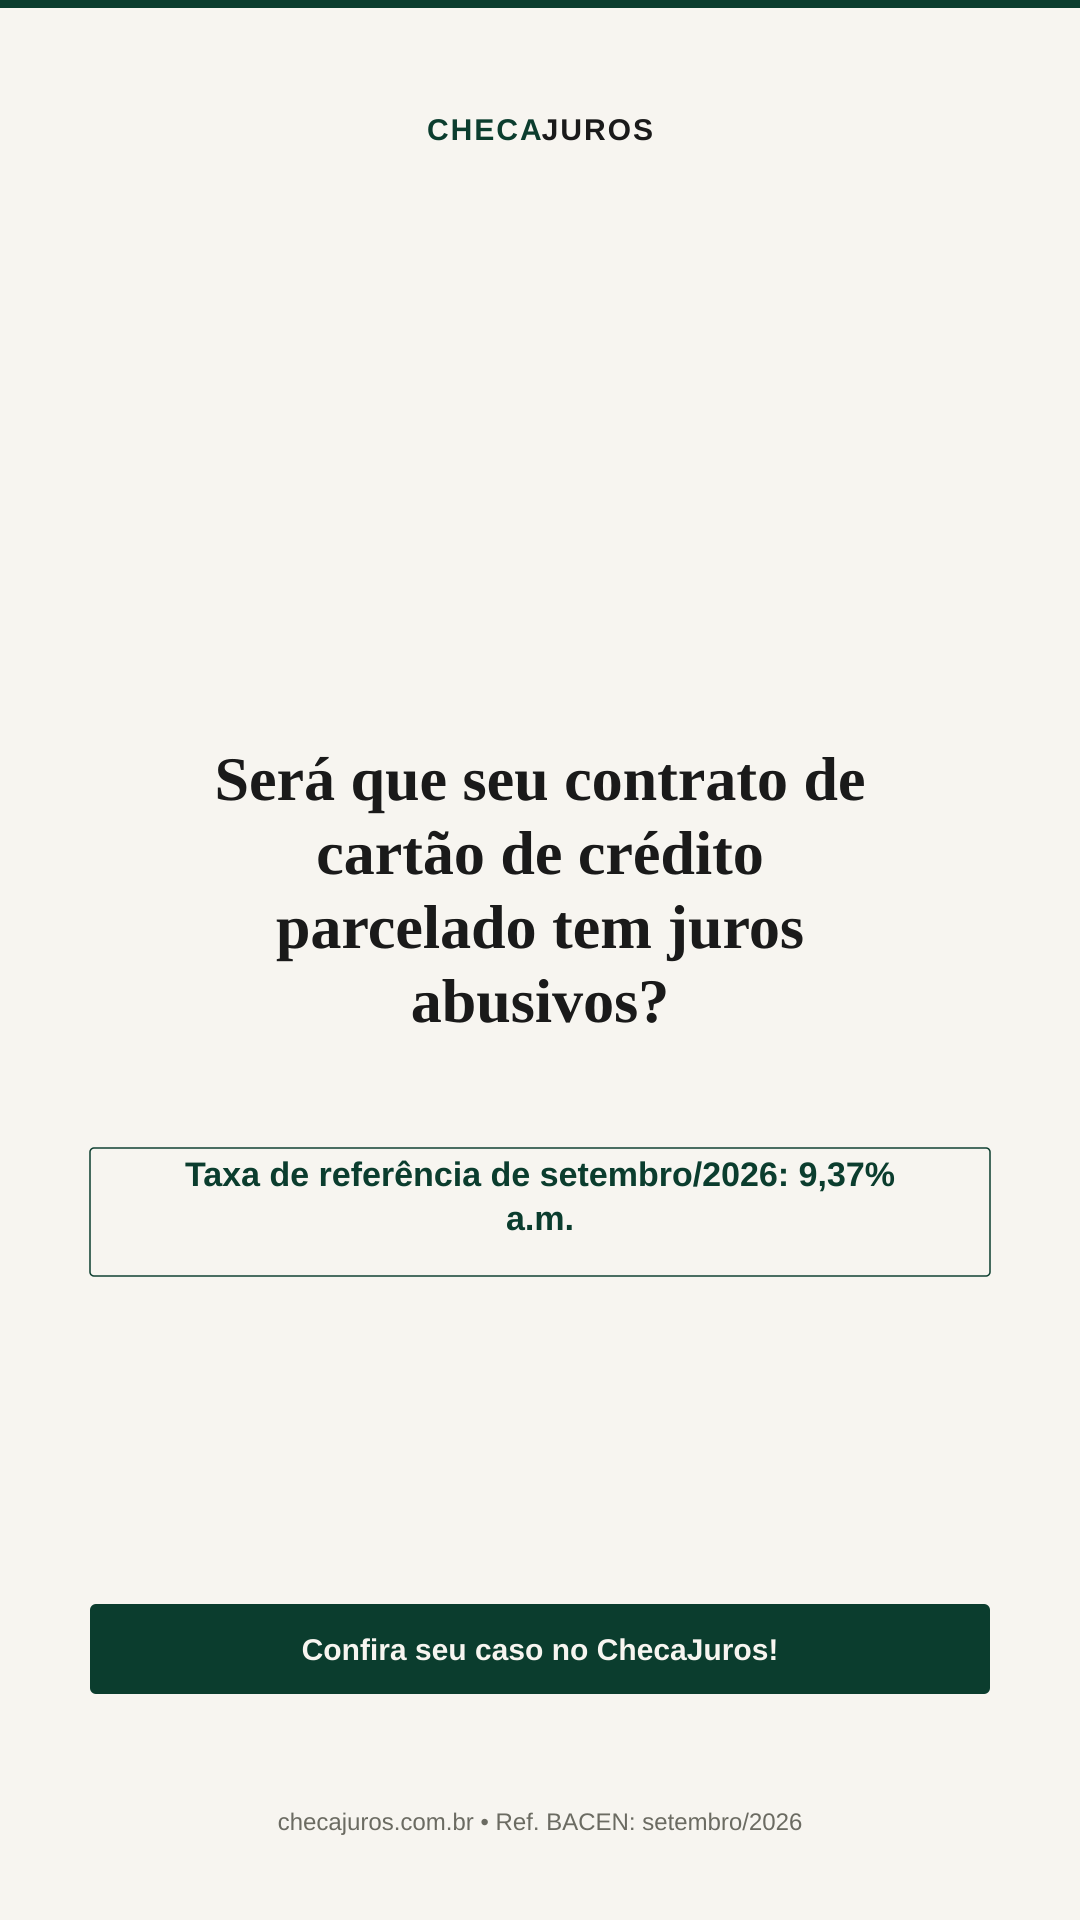 CHECAJUROS
Será que seu contrato de
cartão de crédito
parcelado tem juros
abusivos?
Taxa de referência de setembro/2026: 9,37%
a.m.
Confira seu caso no ChecaJuros!
checajuros.com.br • Ref. BACEN: setembro/2026